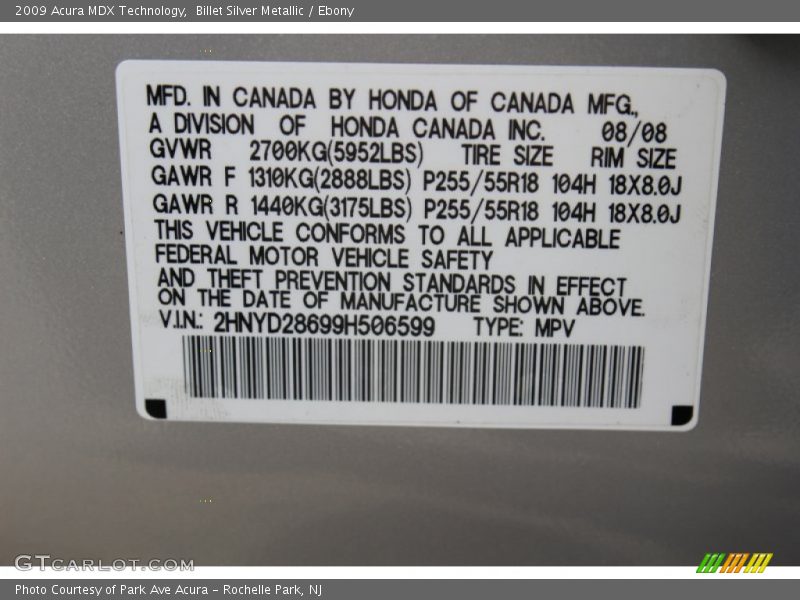 2009 Acura MDX Technology,  Billet Silver Metallic / Ebony
MFD. IN CANADA BY HONDA OF CANADA MFG.,
A DIVISION OF HONDA CANADA INC. 08/08
GVWR 2700KG(5952LBS) TIRE SIZE RIM SIZE
GAWR F 1310KG(2888LBS) P255/55R18 104H 18X8.0J
GAWR R 1440KG(3175LBS) P255/55R18 104H 18X8.0J
THIS VEHICLE CONFORMS TO ALL APPLICABLE
FEDERAL MOTOR VEHICLE SAFETY
AND THEFT PREVENTION STANDARDS IN EFFECT
ON THE DATE OF MANUFACTURE SHOWN ABOVE.
V.I.N.: 2HNYD28699H506599 TYPE: MPV
GTCARLOT.COM
Photo Courtesy of Park Ave Acura - Rochelle Park, NJ